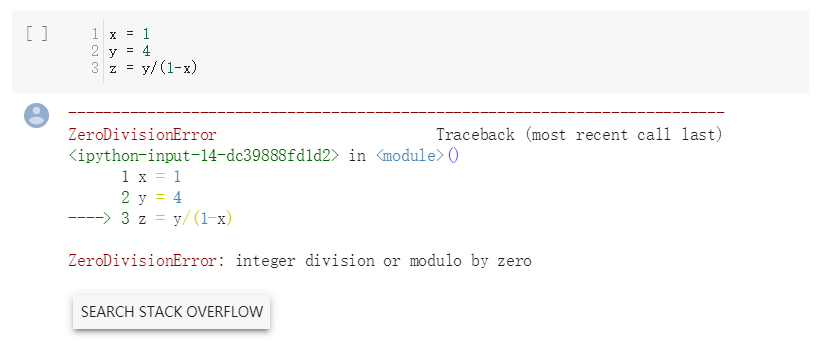 [ ]
1 x = 1
2 y = 4
3 z = y/(1-x)
---------------------------------------------------------------------------
ZeroDivisionError Traceback (most recent call last)
<ipython-input-14-dc39888fd1d2> in <module>()
1 x = 1
2 y = 4
----> 3 z = y/(1-x)
ZeroDivisionError: integer division or modulo by zero
SEARCH STACK OVERFLOW